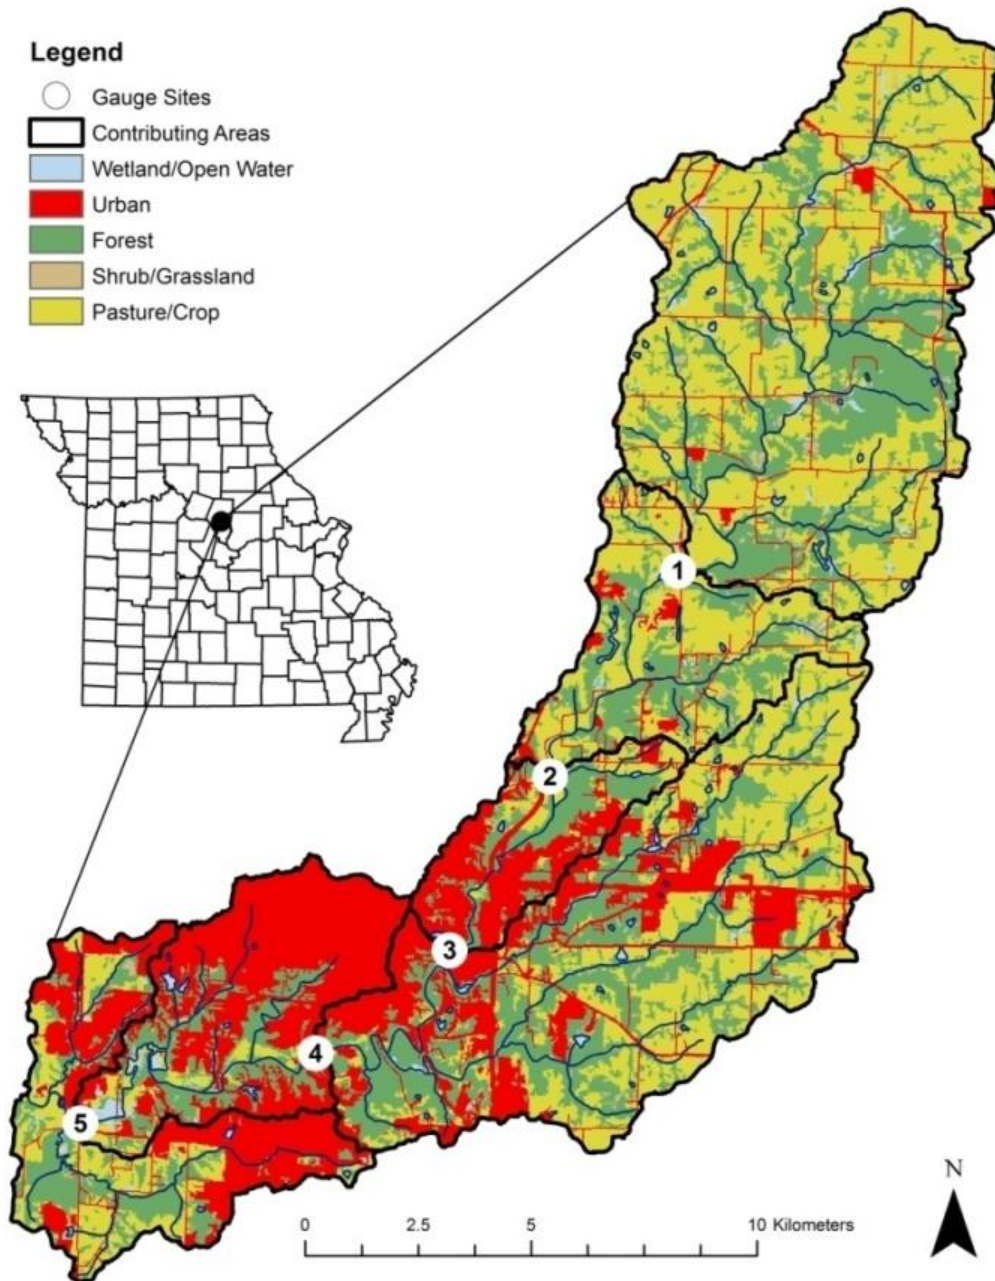 Legend
Gauge Sites
Contributing Areas
Wetland/Open Water
Urban
Forest
Shrub/Grassland
Pasture/Crop
1
2
3
4
5
N
0 2.5 5 10 Kilometers